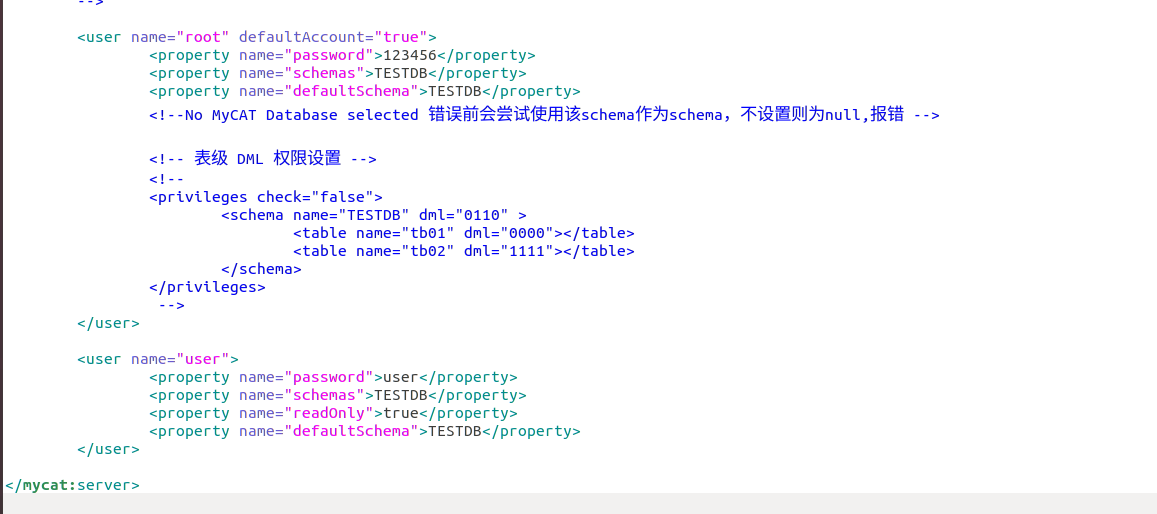 -->
<user name="root" defaultAccount="true">
<property name="password">123456</property>
<property name="schemas">TESTDB</property>
<property name="defaultSchema">TESTDB</property>
<!--No MyCAT Database selected 错误前会尝试使用该schema作为schema，不设置则为null,报错 -->
<!-- 表级 DML 权限设置 -->
<!--
<privileges check="false">
<schema name="TESTDB" dml="0110" >
<table name="tb01" dml="0000"></table>
<table name="tb02" dml="1111"></table>
</schema>
</privileges>
-->
</user>
<user name="user">
<property name="password">user</property>
<property name="schemas">TESTDB</property>
<property name="readOnly">true</property>
<property name="defaultSchema">TESTDB</property>
</user>
</mycat:server>